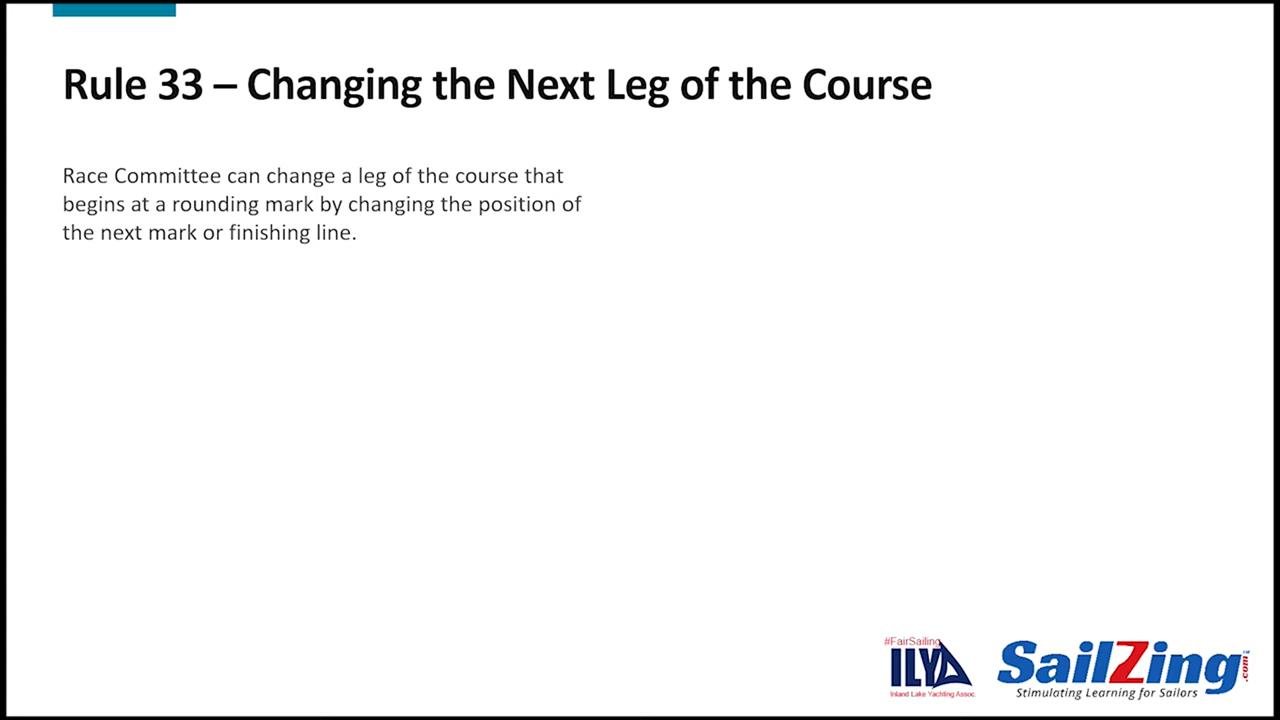 Rule 33 – Changing the Next Leg of the Course
Race Committee can change a leg of the course that
begins at a rounding mark by changing the position of
the next mark or finishing line.
#FairSailing
ILYA
Inland Lake Yachting Assoc.
SailZing.com™
Stimulating Learning for Sailors